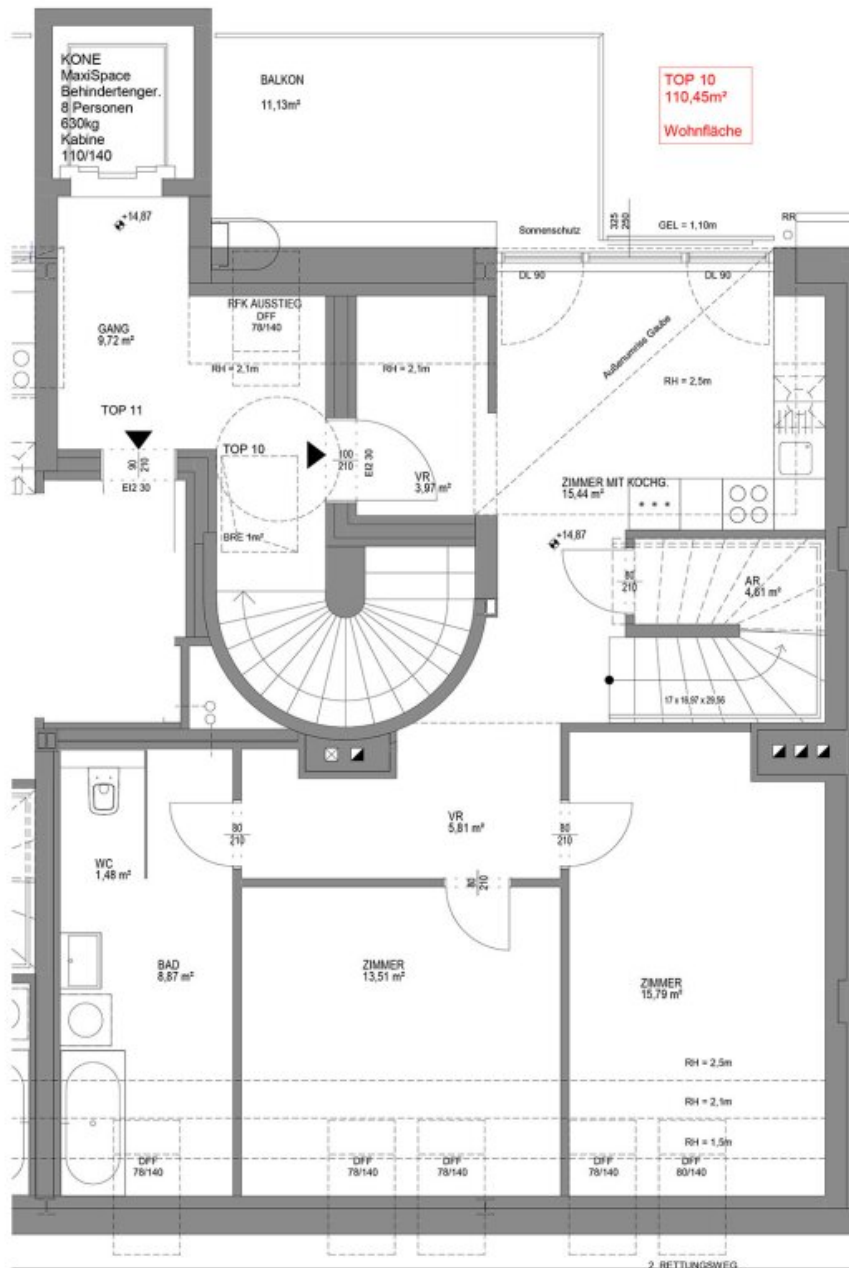 KONE
MaxiSpace
Behindertenger.
8 Personen
630kg
Kabine
110/140
BALKON
11,13m²
TOP 10
110,45m²
Wohnfläche
+14,87
Sonnenschutz
325
250
GEL = 1,10m
RR
DL 90
DL 90
GANG
9,72 m²
RFK AUSSTIEG
DFF
78/140
RH = 2,1m
RH = 2,1m
Außenumriss Gaube
RH = 2,5m
TOP 11
TOP 10
90
210
EI2 30
100
210
EI2 30
VR
3,97 m²
ZIMMER MIT KOCHG.
15,44 m²
BRE 1m²
+14,87
80
210
AR
4,61 m²
17 x 16,97 x 29,56
VR
5,81 m²
80
210
80
210
80
210
WC
1,48 m²
BAD
8,87 m²
ZIMMER
13,51 m²
ZIMMER
15,79 m²
RH = 2,5m
RH = 2,1m
RH = 1,5m
DFF
78/140
DFF
78/140
DFF
78/140
DFF
78/140
DFF
80/140
2. RETTUNGSWEG